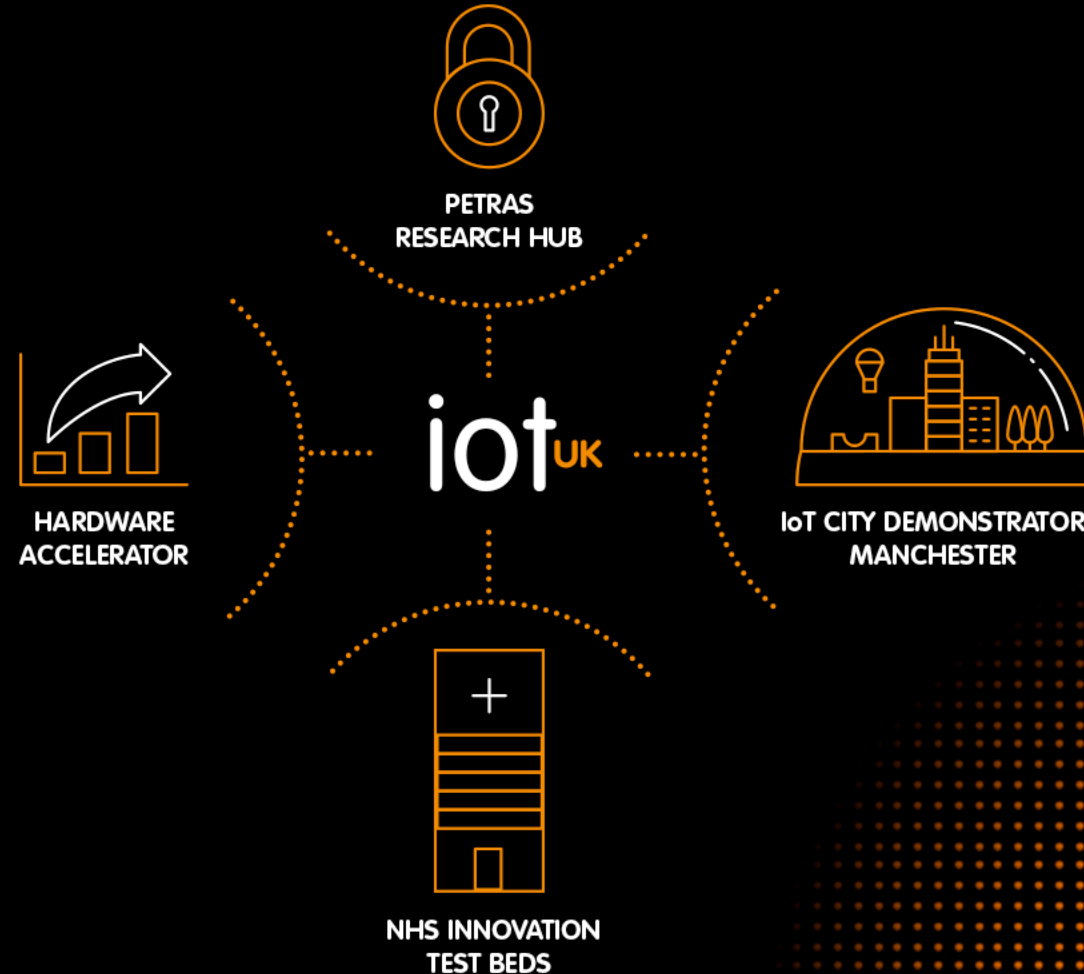 PETRAS
RESEARCH HUB
iot UK
HARDWARE
ACCELERATOR
IoT CITY DEMONSTRATOR
MANCHESTER
NHS INNOVATION
TEST BEDS